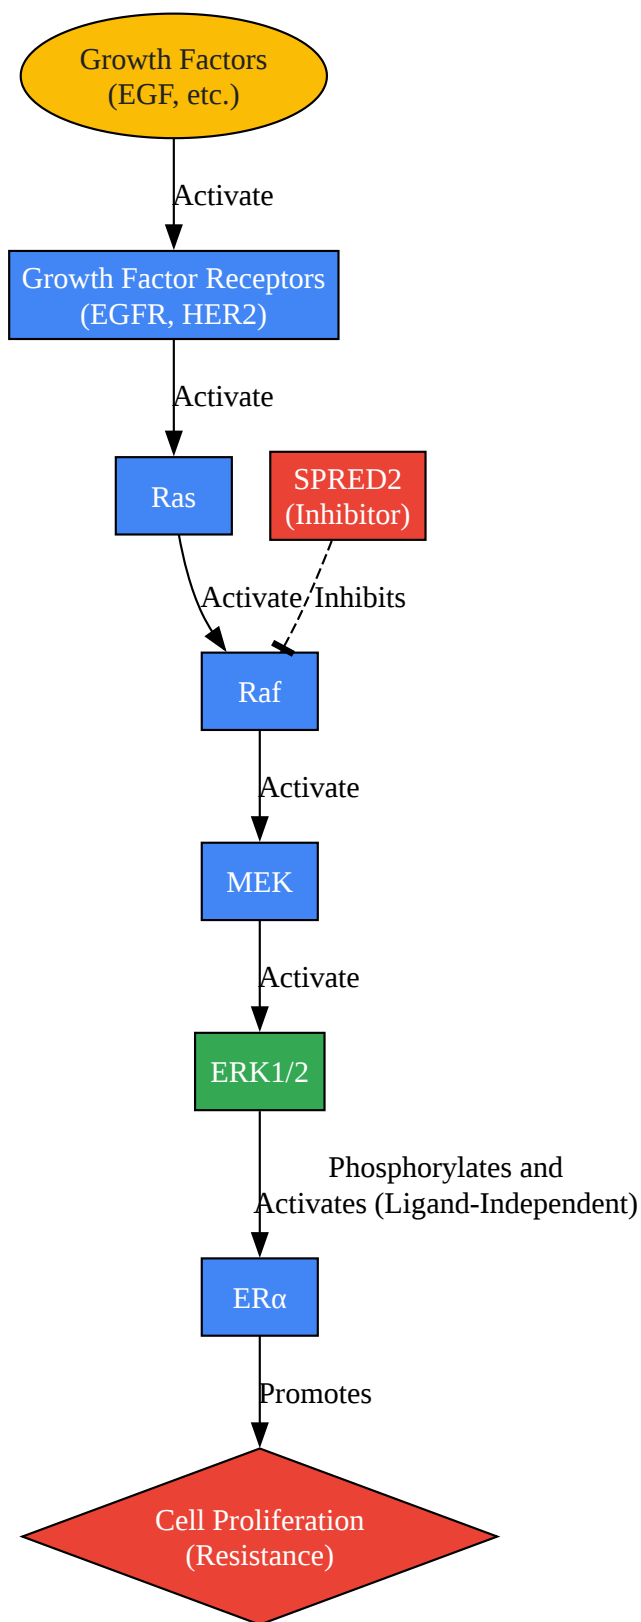 Growth Factors
(EGF, etc.)
Activate
Growth Factor Receptors
(EGFR, HER2)
Activate
Ras
SPRED2
(Inhibitor)
Activate
Inhibits
Raf
Activate
MEK
Activate
ERK1/2
Phosphorylates and
Activates (Ligand-Independent)
ERα
Promotes
Cell Proliferation
(Resistance)